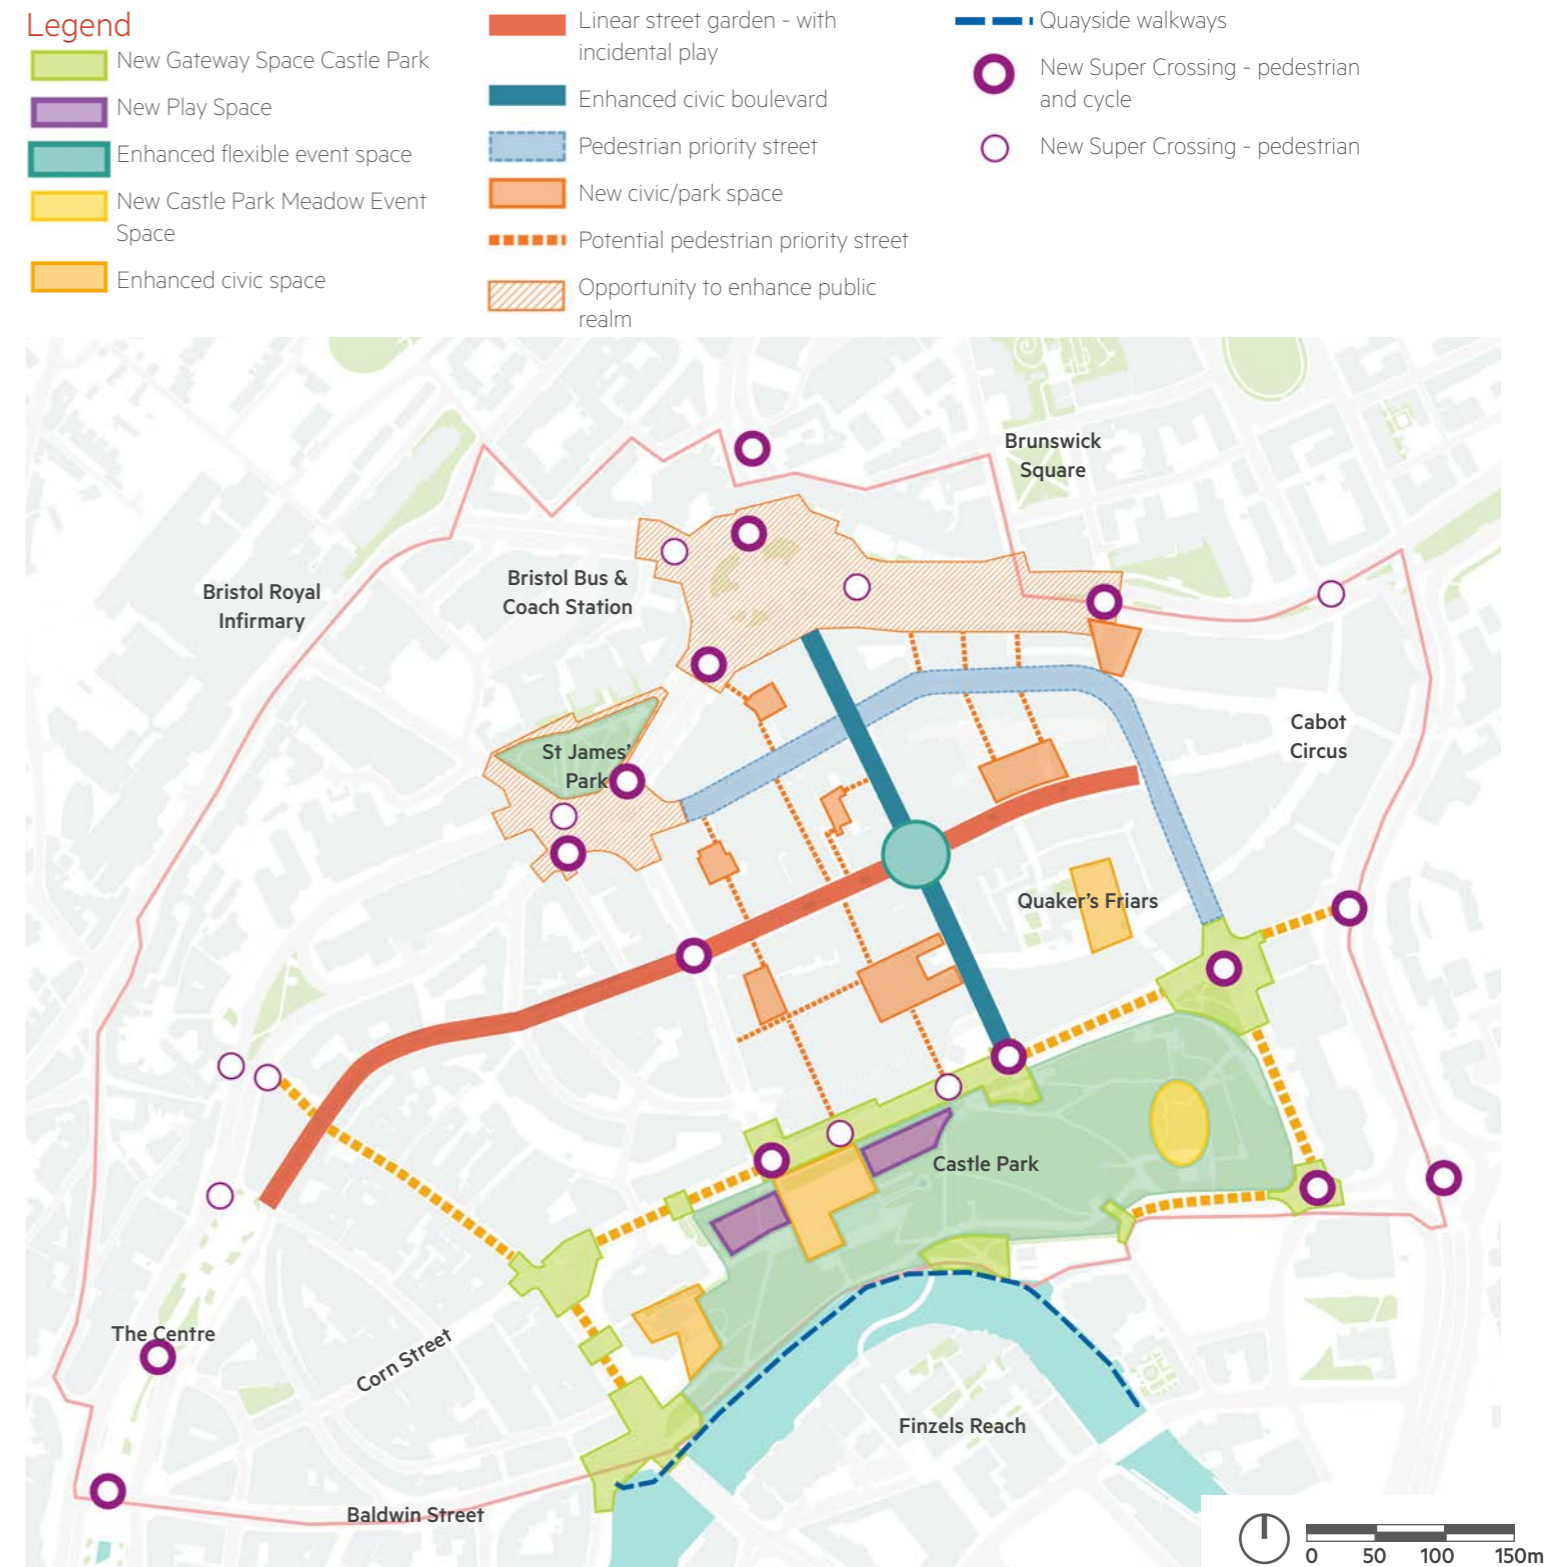 Legend
New Gateway Space Castle Park
New Play Space
Enhanced flexible event space
New Castle Park Meadow Event
Space
Enhanced civic space
Linear street garden - with
incidental play
Enhanced civic boulevard
Pedestrian priority street
New civic/park space
Potential pedestrian priority street
Opportunity to enhance public
realm
Quayside walkways
New Super Crossing - pedestrian
and cycle
New Super Crossing - pedestrian
Brunswick
Square
Bristol Royal
Infirmary
Bristol Bus &
Coach Station
St James'
Park
Cabot
Circus
Quaker's Friars
Castle Park
The Centre
Corn Street
Finzels Reach
Baldwin Street
0 50 100 150m